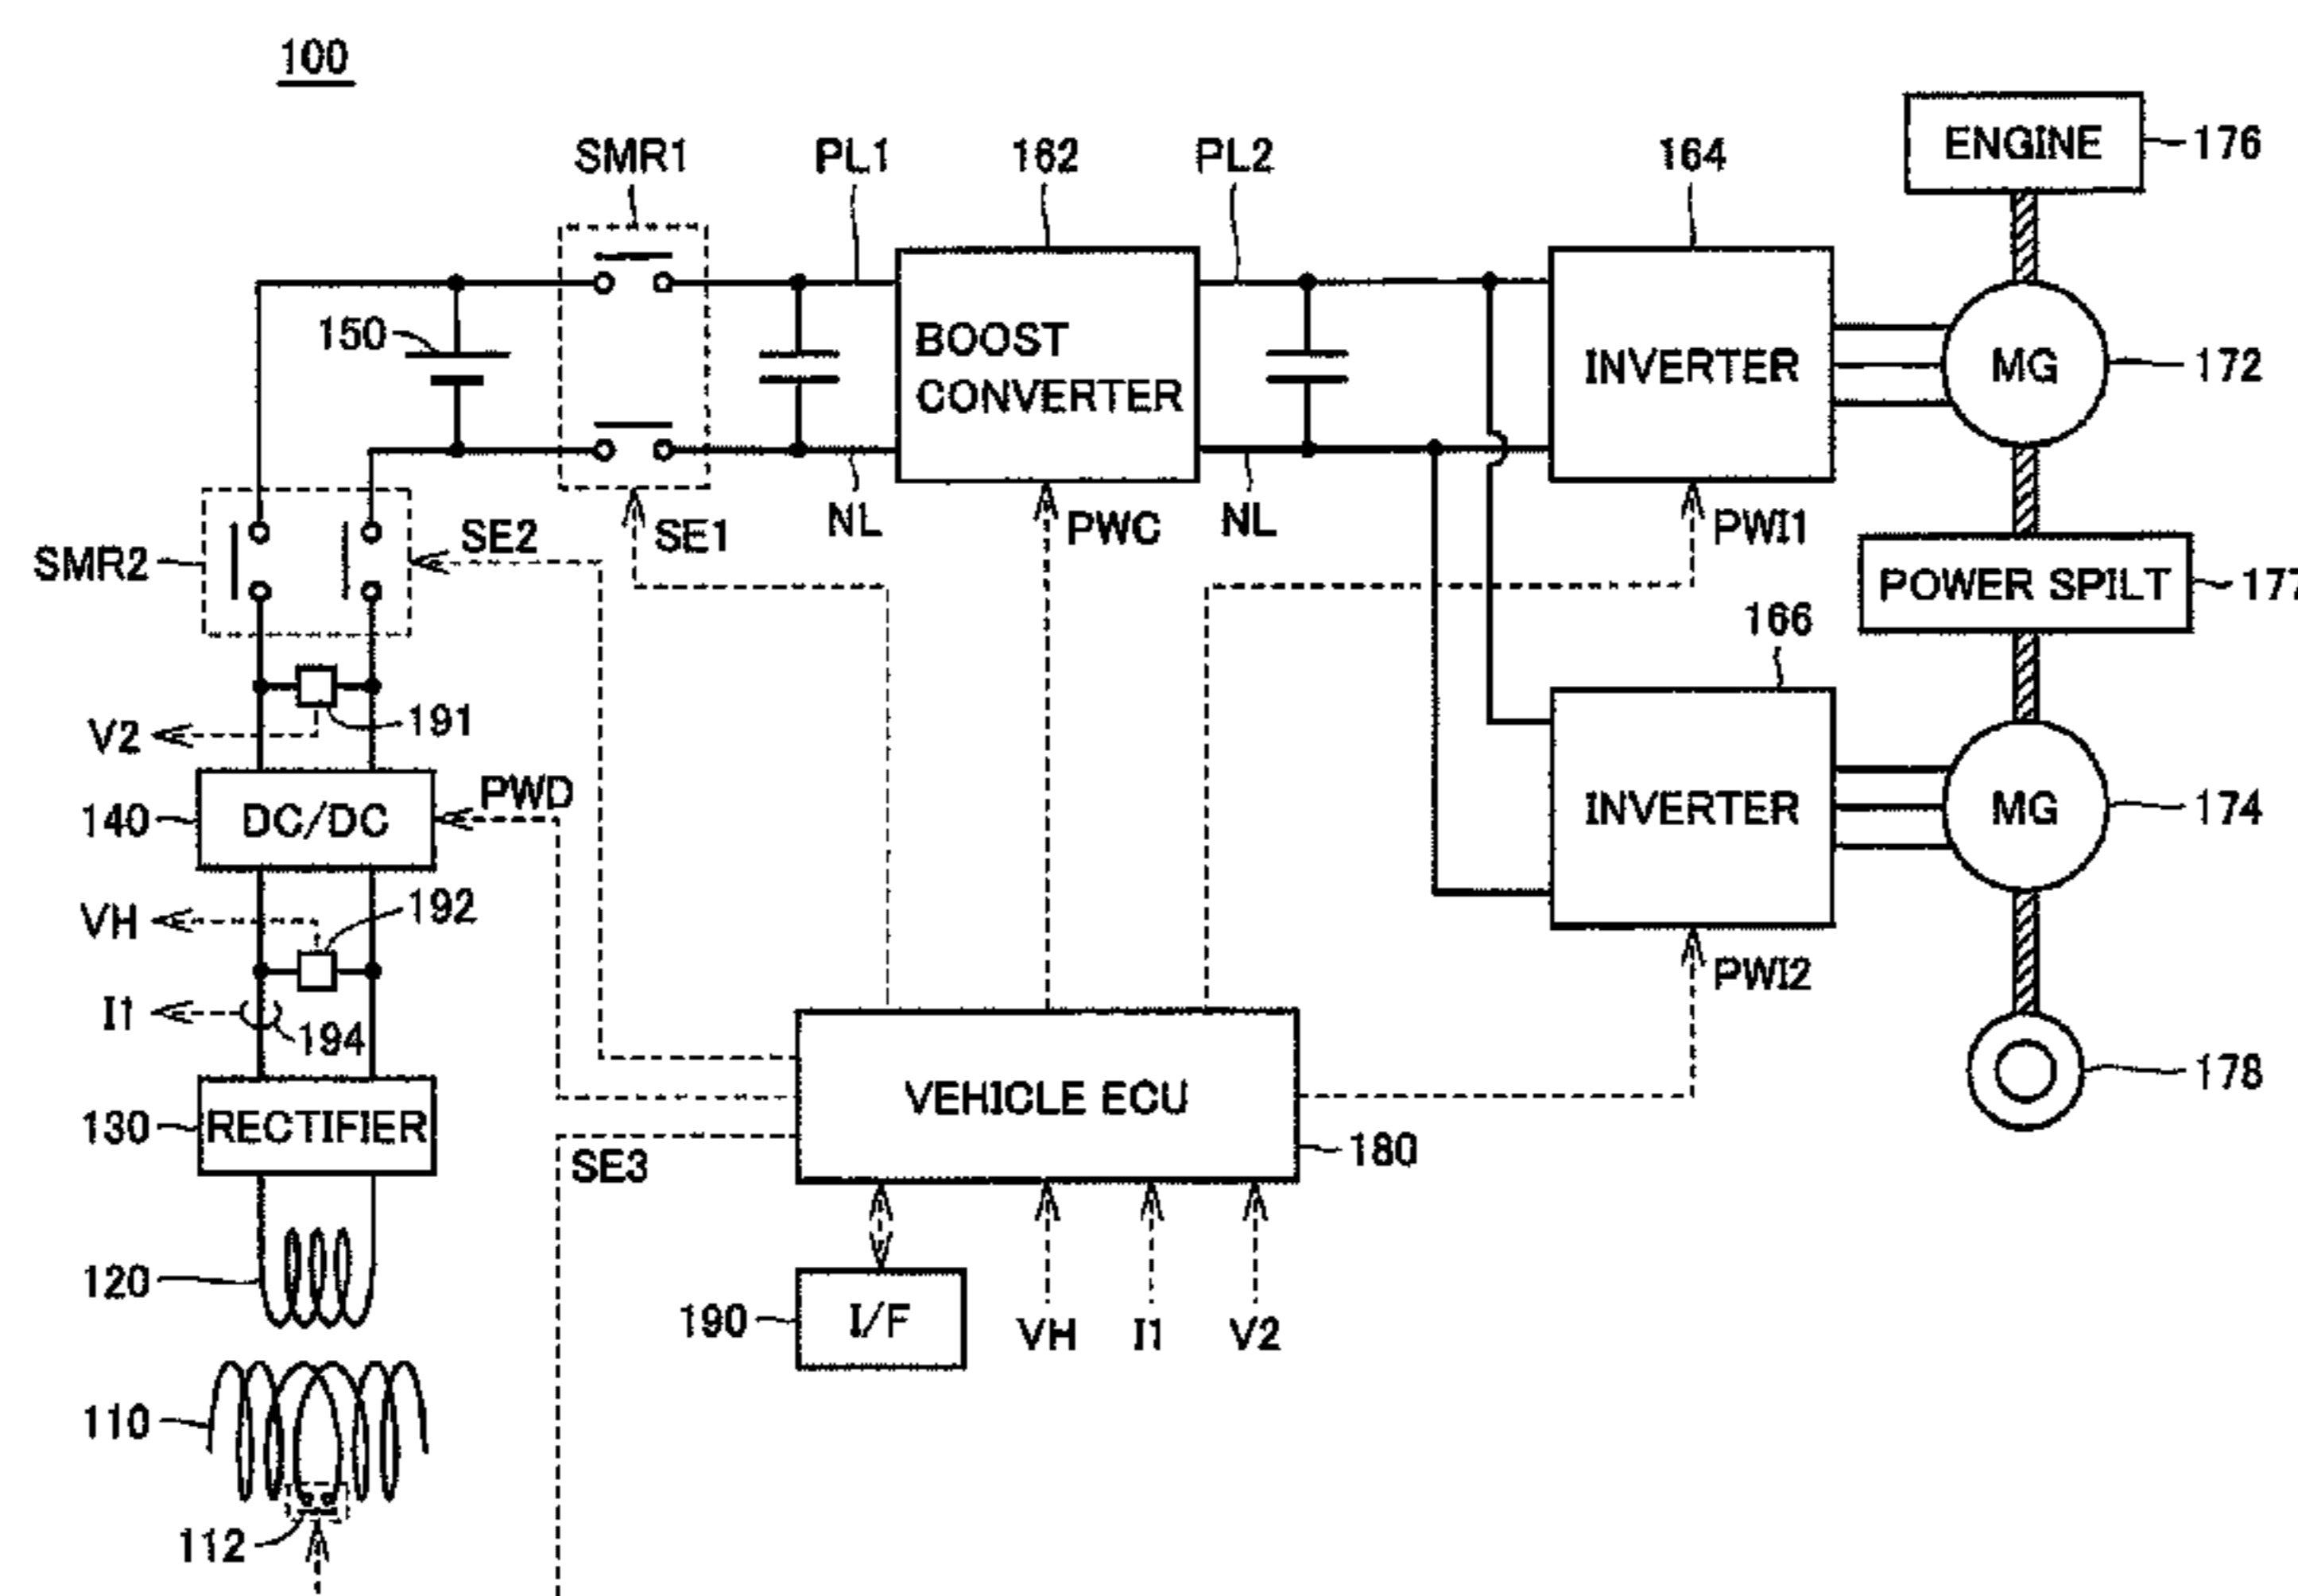 100
ENGINE
176
SMR1
PL1
162
PL2
164
150
BOOST
CONVERTER
INVERTER
MG
172
SMR2
SE2
SE1
NL
PWC
NL
PWI1
POWER SPILT
177
166
V2
191
140
DC/DC
PWD
INVERTER
MG
174
VH
192
I1
194
PWI2
130
RECTIFIER
VEHICLE ECU
178
SE3
180
120
190
I/F
VH
I1
V2
110
112